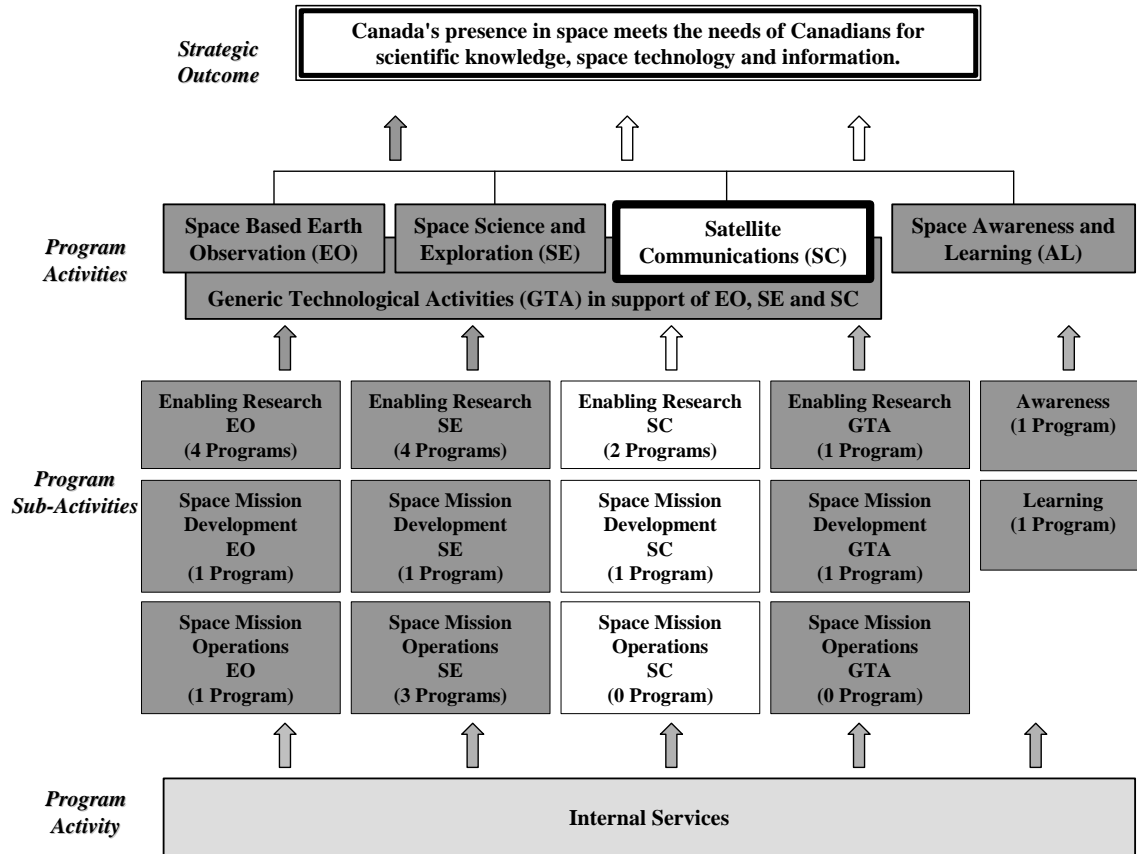 Strategic
Outcome
Canada's presence in space meets the needs of Canadians for
scientific knowledge, space technology and information.
Program
Activities
Space Based Earth
Observation (EO)
Space Science and
Exploration (SE)
Satellite
Communications (SC)
Space Awareness and
Learning (AL)
Generic Technological Activities (GTA) in support of EO, SE and SC
Program
Sub-Activities
Enabling Research
EO
(4 Programs)
Enabling Research
SE
(4 Programs)
Enabling Research
SC
(2 Programs)
Enabling Research
GTA
(1 Program)
Awareness
(1 Program)
Space Mission
Development
EO
(1 Program)
Space Mission
Development
SE
(1 Program)
Space Mission
Development
SC
(1 Program)
Space Mission
Development
GTA
(1 Program)
Learning
(1 Program)
Space Mission
Operations
EO
(1 Program)
Space Mission
Operations
SE
(3 Programs)
Space Mission
Operations
SC
(0 Program)
Space Mission
Operations
GTA
(0 Program)
Program
Activity
Internal Services